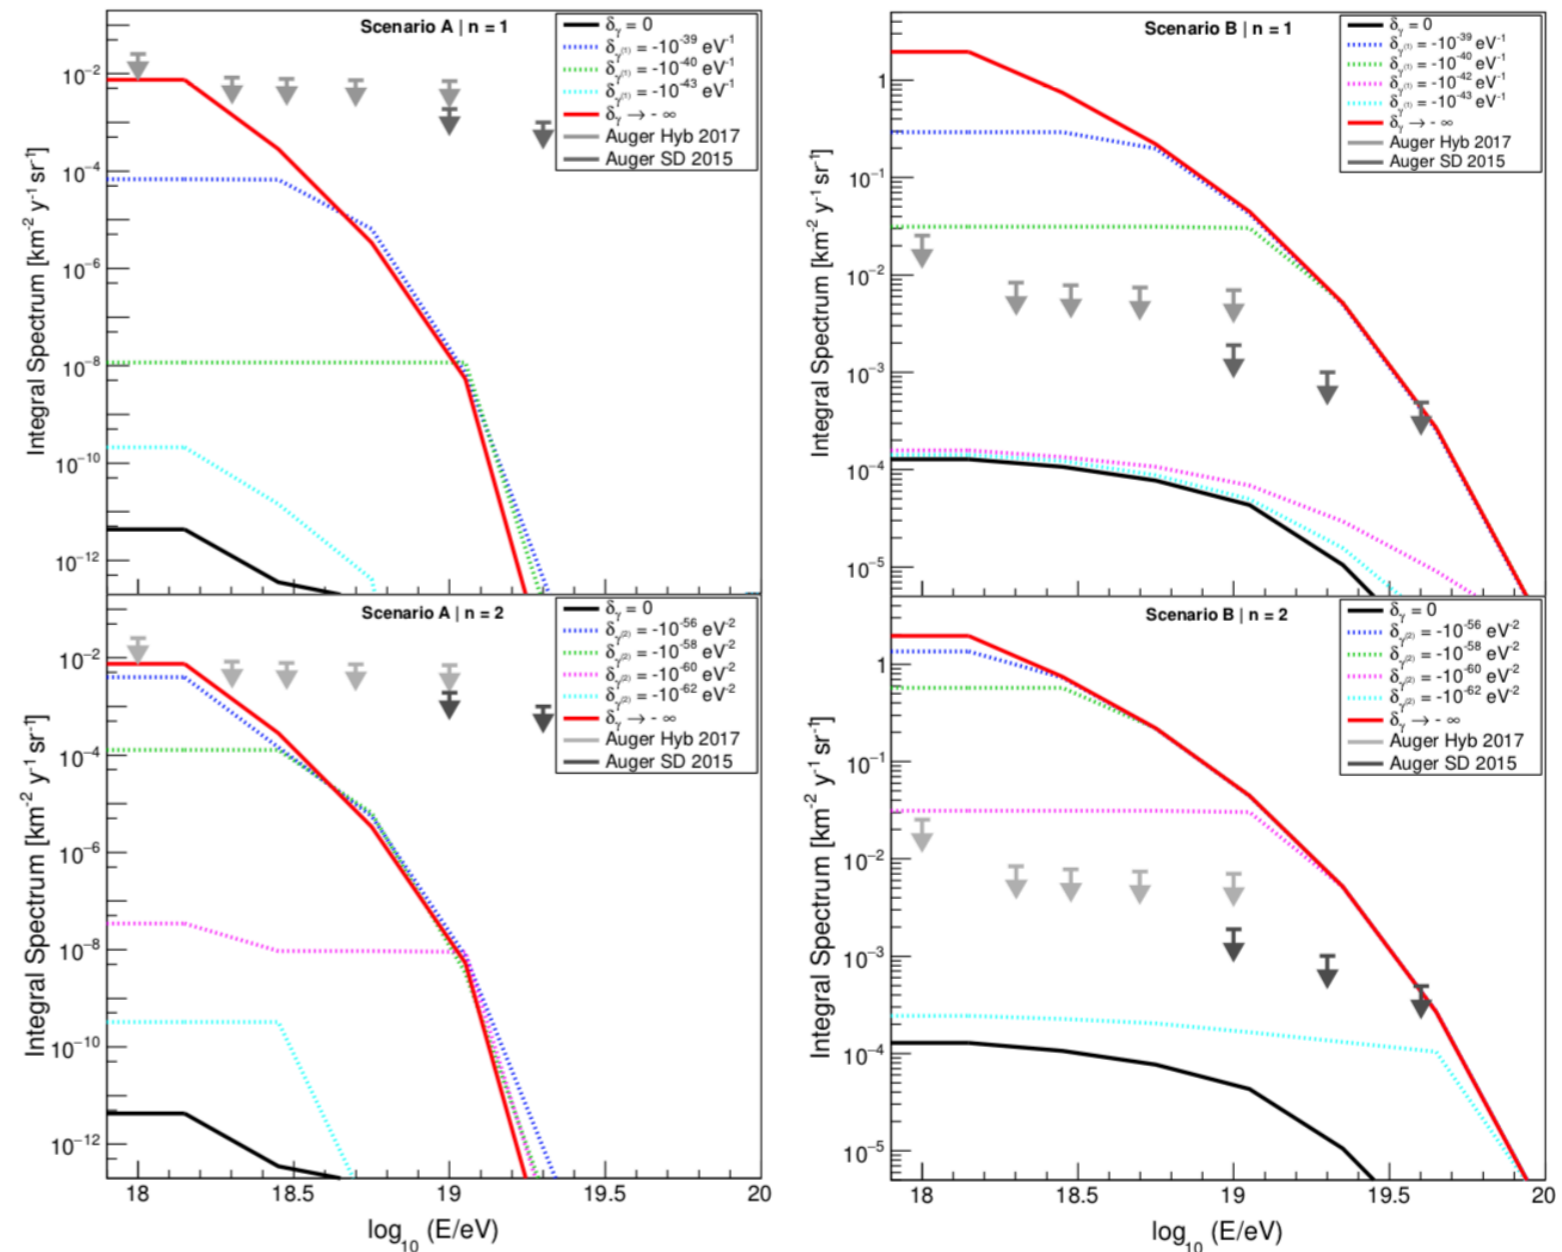 Scenario A | n = 1
δγ = 0
δγ⁽¹⁾ = -10⁻³⁹ eV⁻¹
δγ⁽¹⁾ = -10⁻⁴⁰ eV⁻¹
δγ⁽¹⁾ = -10⁻⁴³ eV⁻¹
δγ → - ∞
Auger Hyb 2017
Auger SD 2015
10⁻²
10⁻⁴
10⁻⁶
10⁻⁸
10⁻¹⁰
10⁻¹²
Integral Spectrum [km⁻² y⁻¹ sr⁻¹]
Scenario B | n = 1
δγ = 0
δγ⁽¹⁾ = -10⁻³⁹ eV⁻¹
δγ⁽¹⁾ = -10⁻⁴⁰ eV⁻¹
δγ⁽¹⁾ = -10⁻⁴² eV⁻¹
δγ⁽¹⁾ = -10⁻⁴³ eV⁻¹
δγ → - ∞
Auger Hyb 2017
Auger SD 2015
1
10⁻¹
10⁻²
10⁻³
10⁻⁴
10⁻⁵
Integral Spectrum [km⁻² y⁻¹ sr⁻¹]
Scenario A | n = 2
δγ = 0
δγ⁽²⁾ = -10⁻⁵⁶ eV⁻²
δγ⁽²⁾ = -10⁻⁵⁸ eV⁻²
δγ⁽²⁾ = -10⁻⁶⁰ eV⁻²
δγ⁽²⁾ = -10⁻⁶² eV⁻²
δγ → - ∞
Auger Hyb 2017
Auger SD 2015
10⁻²
10⁻⁴
10⁻⁶
10⁻⁸
10⁻¹⁰
10⁻¹²
Integral Spectrum [km⁻² y⁻¹ sr⁻¹]
18 18.5 19 19.5 20
log₁₀ (E/eV)
Scenario B | n = 2
δγ = 0
δγ⁽²⁾ = -10⁻⁵⁶ eV⁻²
δγ⁽²⁾ = -10⁻⁵⁸ eV⁻²
δγ⁽²⁾ = -10⁻⁶⁰ eV⁻²
δγ⁽²⁾ = -10⁻⁶² eV⁻²
δγ → - ∞
Auger Hyb 2017
Auger SD 2015
1
10⁻¹
10⁻²
10⁻³
10⁻⁴
10⁻⁵
Integral Spectrum [km⁻² y⁻¹ sr⁻¹]
18 18.5 19 19.5 20
log₁₀ (E/eV)